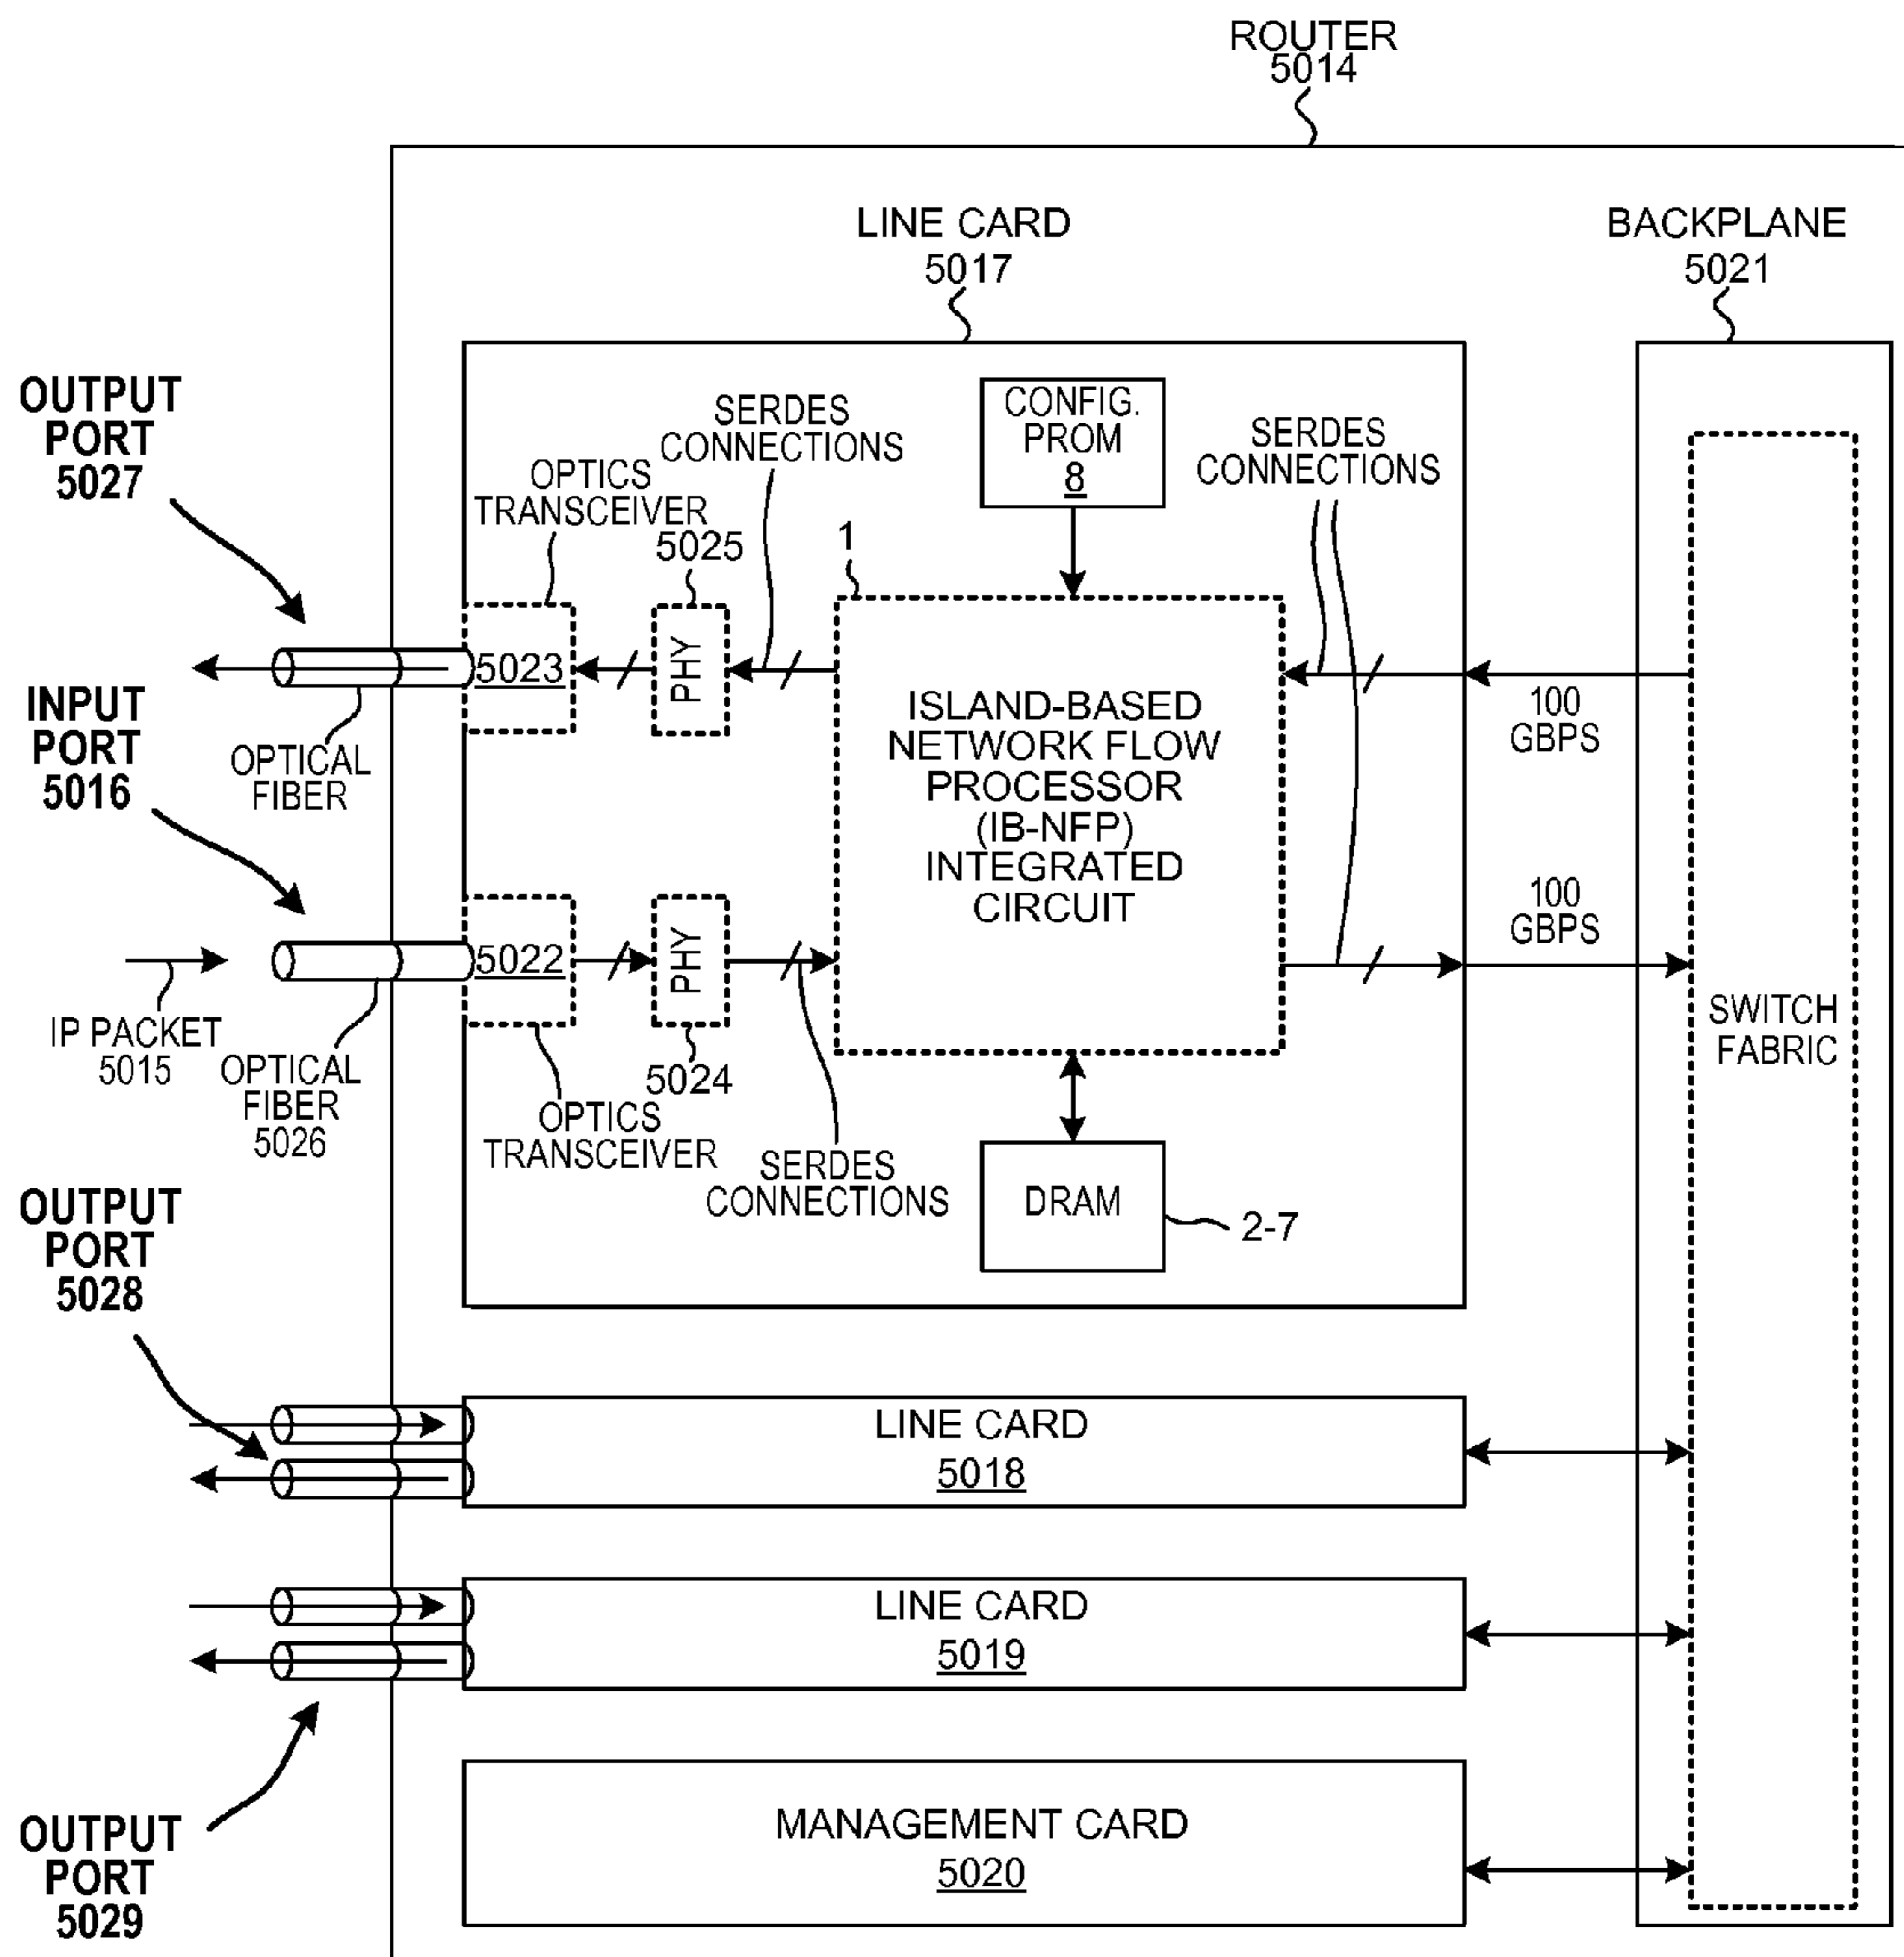 ROUTER
5014
LINE CARD
5017
BACKPLANE
5021
OUTPUT
PORT
5027
SERDES
CONNECTIONS
CONFIG.
PROM
8
SERDES
CONNECTIONS
OPTICS
TRANSCEIVER
5025
1
5023
PHY
OPTICAL
FIBER
INPUT
PORT
5016
ISLAND-BASED
NETWORK FLOW
PROCESSOR
(IB-NFP)
INTEGRATED
CIRCUIT
100
GBPS
100
GBPS
5022
PHY
SWITCH
FABRIC
IP PACKET
5015
OPTICAL
FIBER
5026
5024
OPTICS
TRANSCEIVER
SERDES
CONNECTIONS
DRAM
2-7
OUTPUT
PORT
5028
LINE CARD
5018
LINE CARD
5019
OUTPUT
PORT
5029
MANAGEMENT CARD
5020